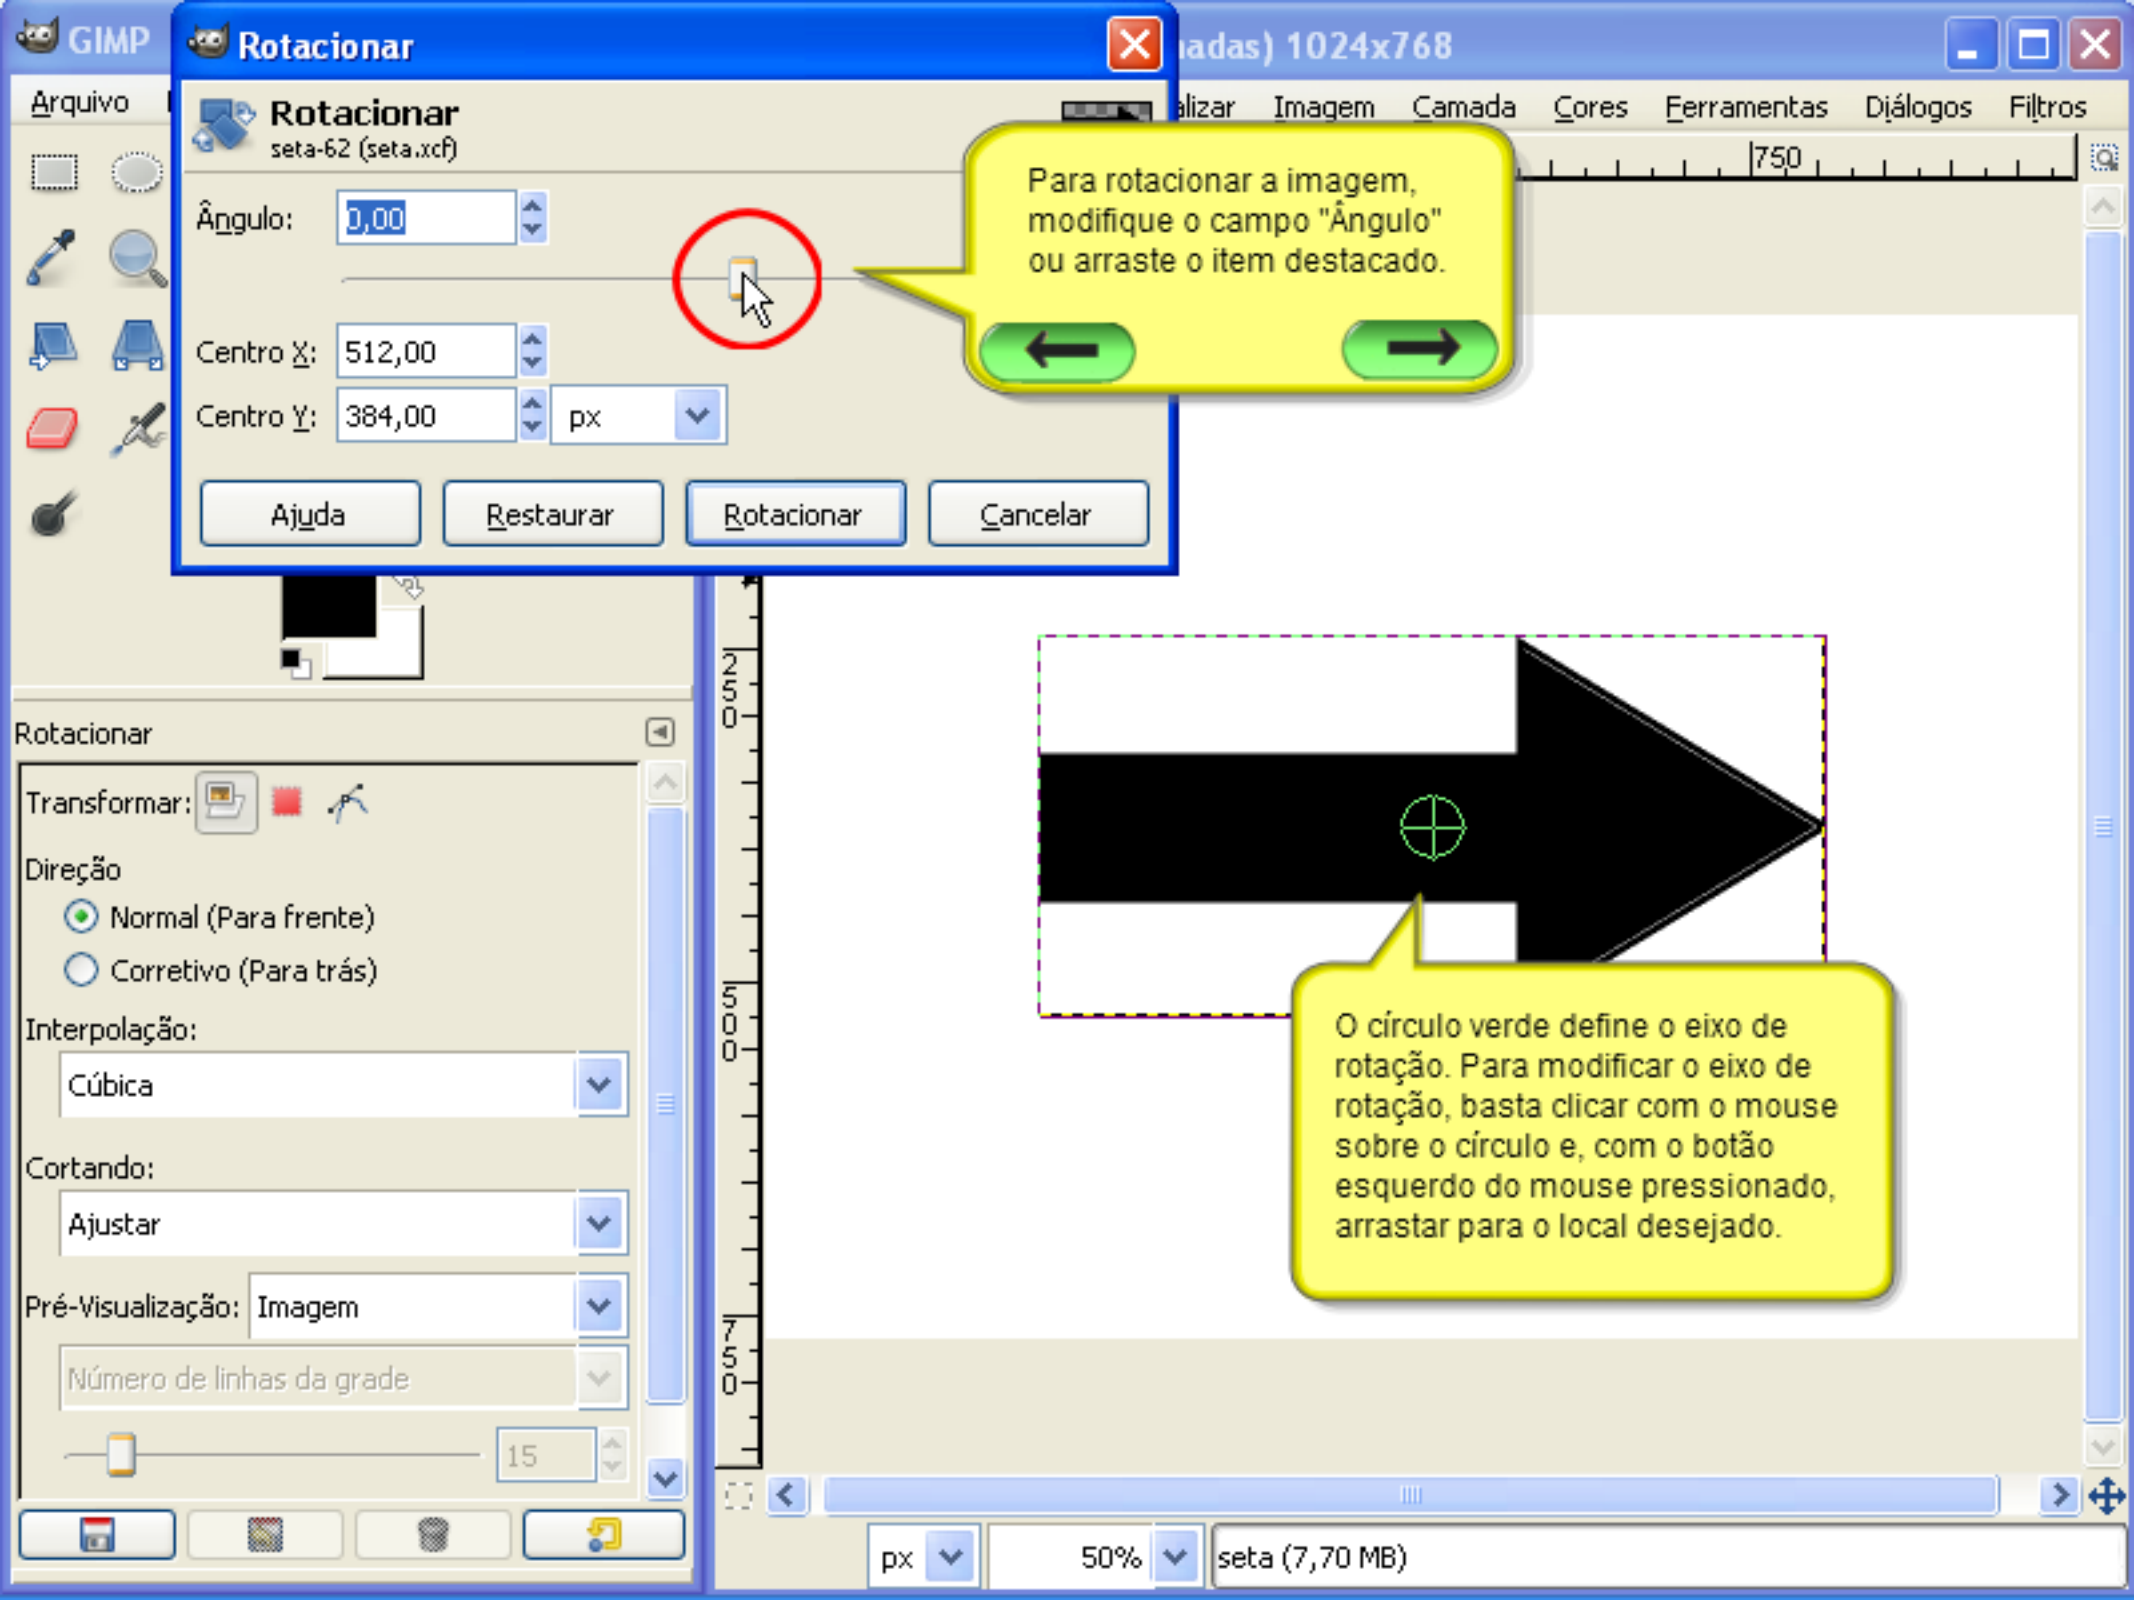 GIMP
Rotacionar
nadas) 1024x768
Arquivo
alizar Imagem Camada Cores Ferramentas Diálogos Filtros
Rotacionar
seta-62 (seta.xcf)
750
Para rotacionar a imagem,
modifique o campo "Ângulo"
ou arraste o item destacado.
Ângulo: 0,00
Centro X: 512,00
Centro Y: 384,00 px
Ajuda Restaurar Rotacionar Cancelar
250
500
750
Rotacionar
Transformar:
Direção
Normal (Para frente)
Corretivo (Para trás)
Interpolação:
Cúbica
Cortando:
Ajustar
Pré-Visualização: Imagem
Número de linhas da grade
15
O círculo verde define o eixo de
rotação. Para modificar o eixo de
rotação, basta clicar com o mouse
sobre o círculo e, com o botão
esquerdo do mouse pressionado,
arrastar para o local desejado.
px 50% seta (7,70 MB)